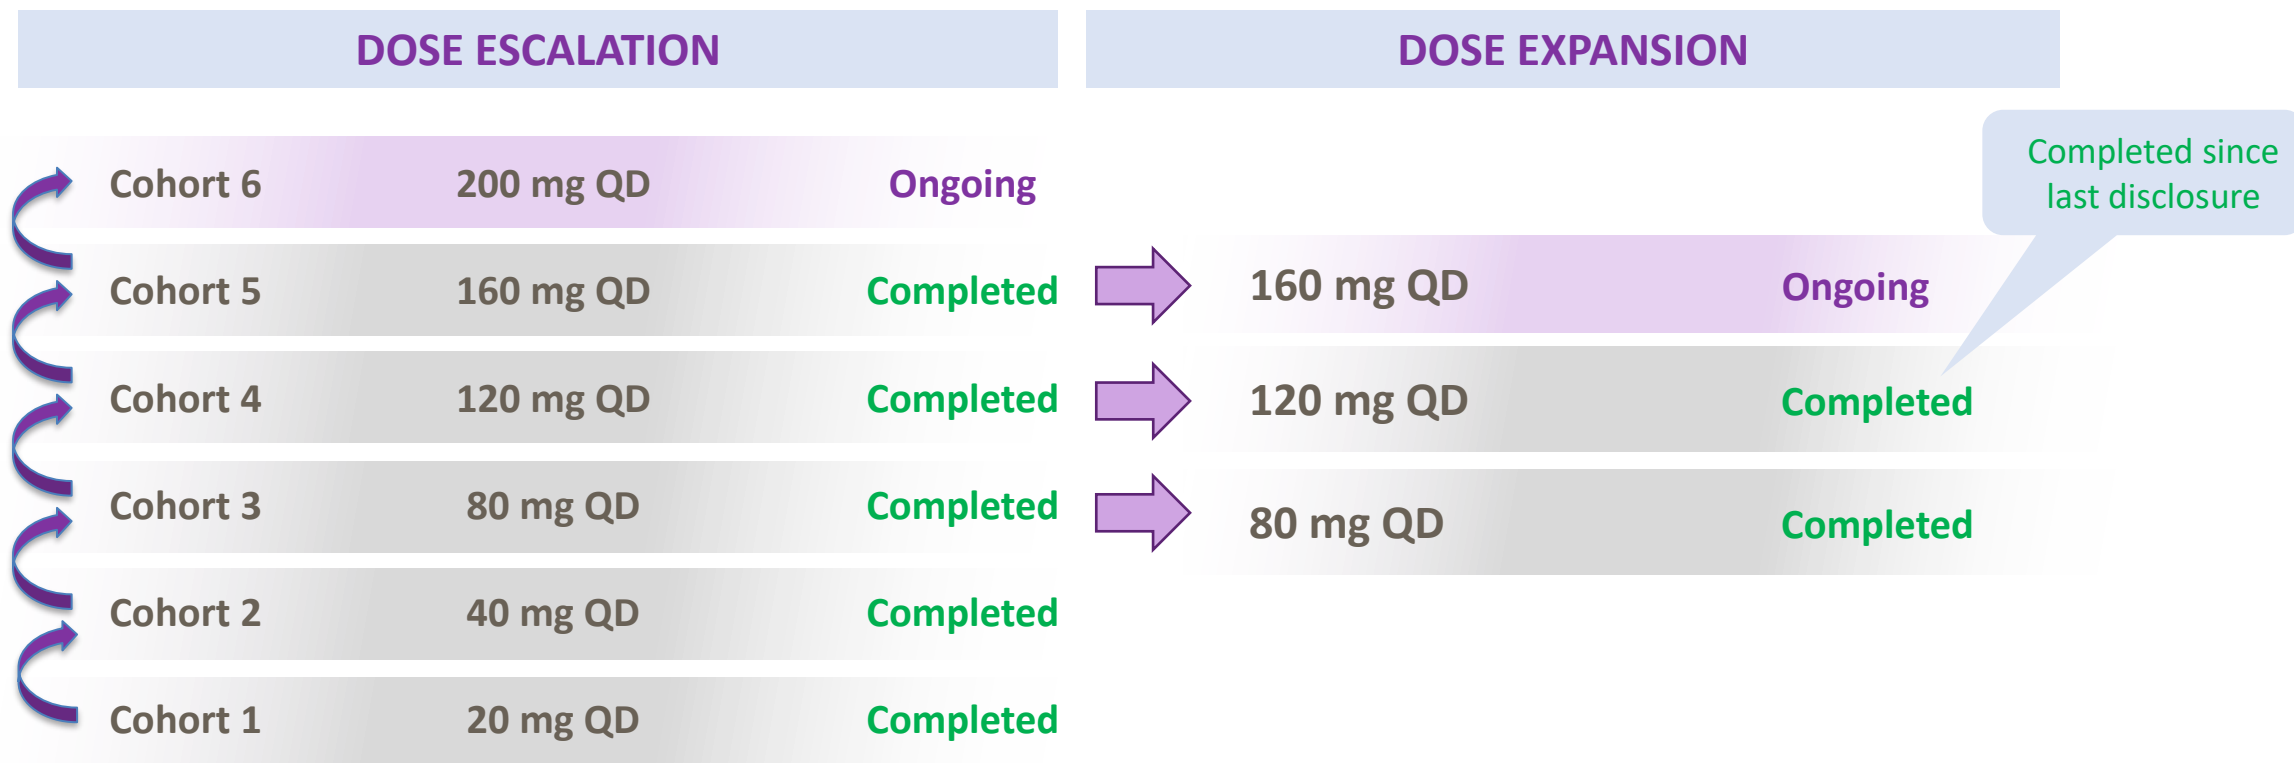 DOSE ESCALATION
DOSE EXPANSION
Completed since
last disclosure
Cohort 6 200 mg QD Ongoing
Cohort 5 160 mg QD Completed
160 mg QD Ongoing
Cohort 4 120 mg QD Completed
120 mg QD Completed
Cohort 3 80 mg QD Completed
80 mg QD Completed
Cohort 2 40 mg QD Completed
Cohort 1 20 mg QD Completed